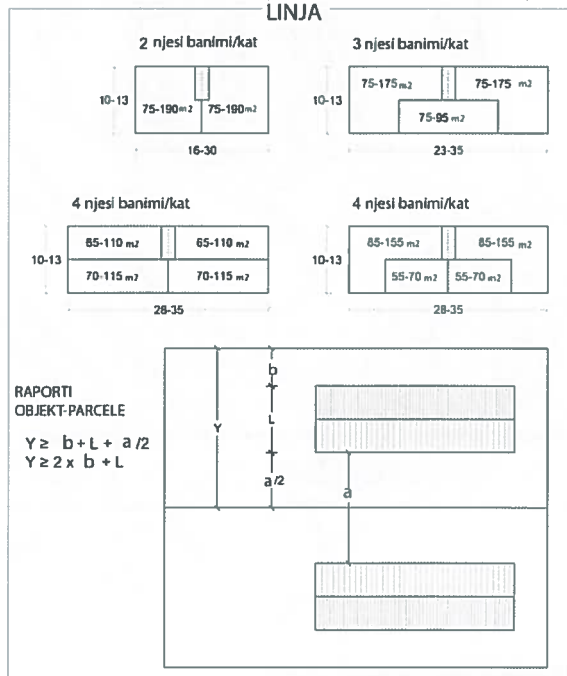 LINJA
2 njesi banimi/kat
10-13
75-190 m2 75-190 m2
16-30
3 njesi banimi/kat
10-13
75-175 m2 75-175 m2
75-95 m2
23-35
4 njesi banimi/kat
10-13
65-110 m2 65-110 m2
70-115 m2 70-115 m2
28-35
4 njesi banimi/kat
10-13
85-155 m2 85-155 m2
55-70 m2 55-70 m2
28-35
RAPORTI
OBJEKT-PARCELE
Y ≥ b + L + a /2
Y ≥ 2 x b + L
b
Y
L
a /2
a